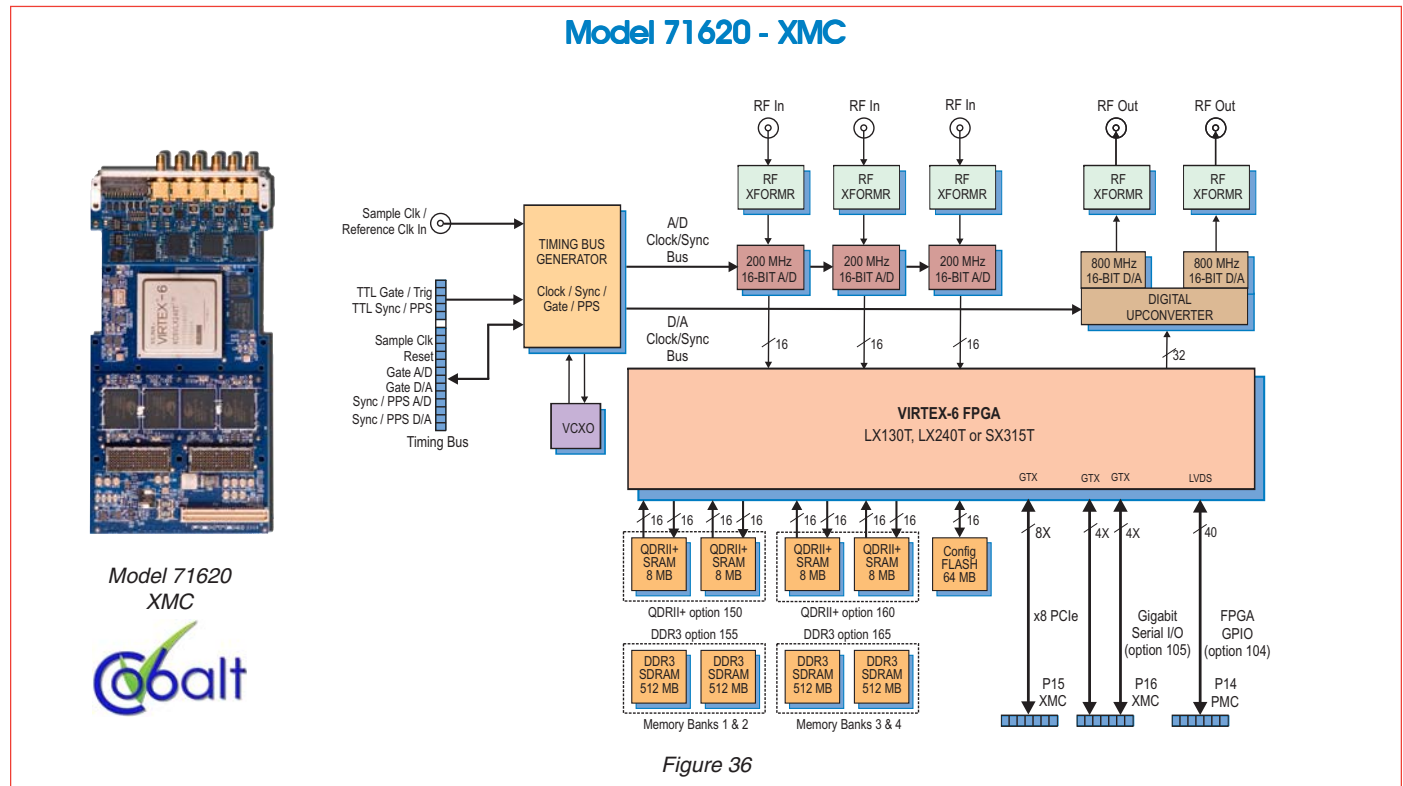 Model 71620 - XMC
RF In
RF In
RF In
RF Out
RF Out
RF
XFORMR
RF
XFORMR
RF
XFORMR
RF
XFORMR
RF
XFORMR
Sample Clk /
Reference Clk In
TIMING BUS
GENERATOR
Clock / Sync /
Gate / PPS
A/D
Clock/Sync
Bus
200 MHz
16-BIT A/D
200 MHz
16-BIT A/D
200 MHz
16-BIT A/D
800 MHz
16-BIT D/A
800 MHz
16-BIT D/A
DIGITAL
UPCONVERTER
TTL Gate / Trig
TTL Sync / PPS
Sample Clk
Reset
Gate A/D
Gate D/A
Sync / PPS A/D
Sync / PPS D/A
Timing Bus
VCXO
D/A
Clock/Sync
Bus
16
16
16
32
VIRTEX-6 FPGA
LX130T, LX240T or SX315T
GTX
GTX
GTX
LVDS
16
16
16
16
16
16
16
16
16
8X
4X
4X
40
QDRII+
SRAM
8 MB
QDRII+
SRAM
8 MB
QDRII+
SRAM
8 MB
QDRII+
SRAM
8 MB
Config
FLASH
64 MB
QDRII+ option 150
QDRII+ option 160
DDR3 option 155
DDR3 option 165
DDR3
SDRAM
512 MB
DDR3
SDRAM
512 MB
DDR3
SDRAM
512 MB
DDR3
SDRAM
512 MB
Memory Banks 1 & 2
Memory Banks 3 & 4
x8 PCIe
Gigabit
Serial I/O
(option 105)
FPGA
GPIO
(option 104)
P15
XMC
P16
XMC
P14
PMC
VIRTEX-6
Model 71620
XMC
Cobalt
Figure 36